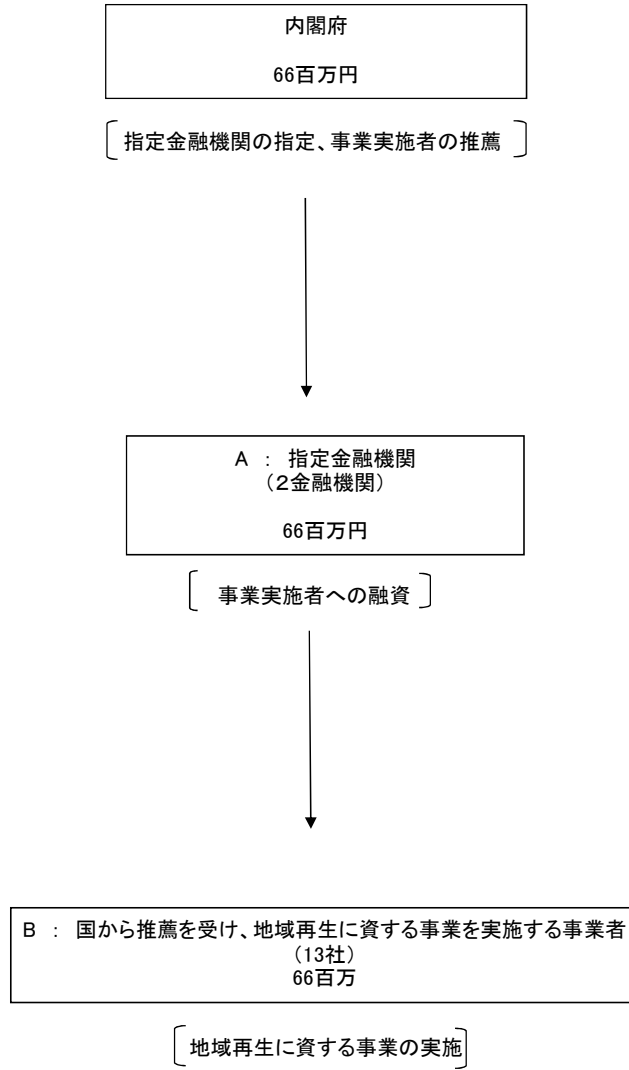 内閣府
66百万円
指定金融機関の指定、事業実施者の推薦
A ： 指定金融機関
（２金融機関）
66百万円
事業実施者への融資
B ： 国から推薦を受け、地域再生に資する事業を実施する事業者
（13社）
66百万
地域再生に資する事業の実施